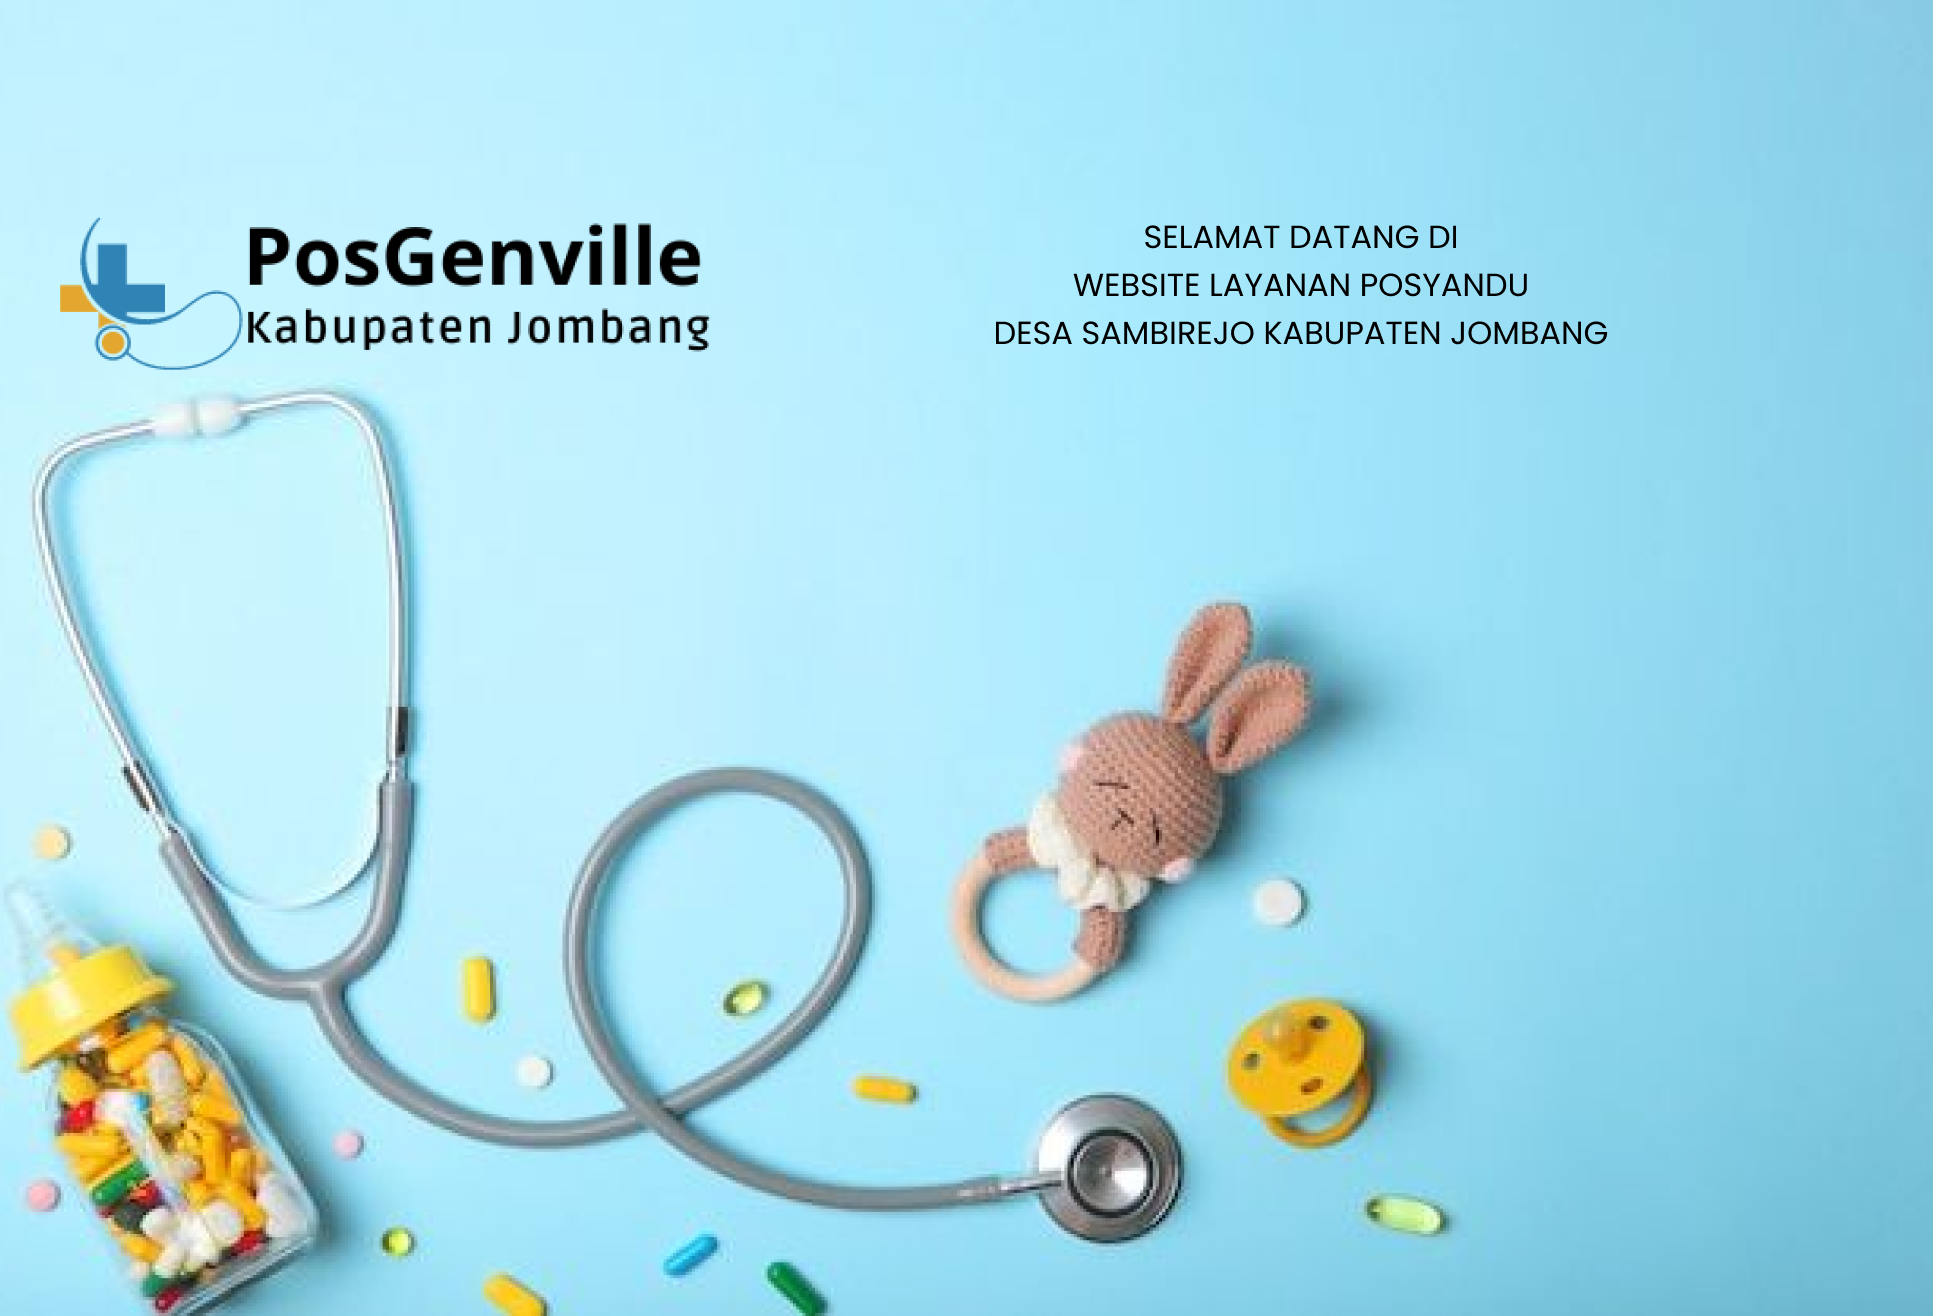 PosGenville
Kabupaten Jombang
SELAMAT DATANG DI
WEBSITE LAYANAN POSYANDU
DESA SAMBIREJO KABUPATEN JOMBANG